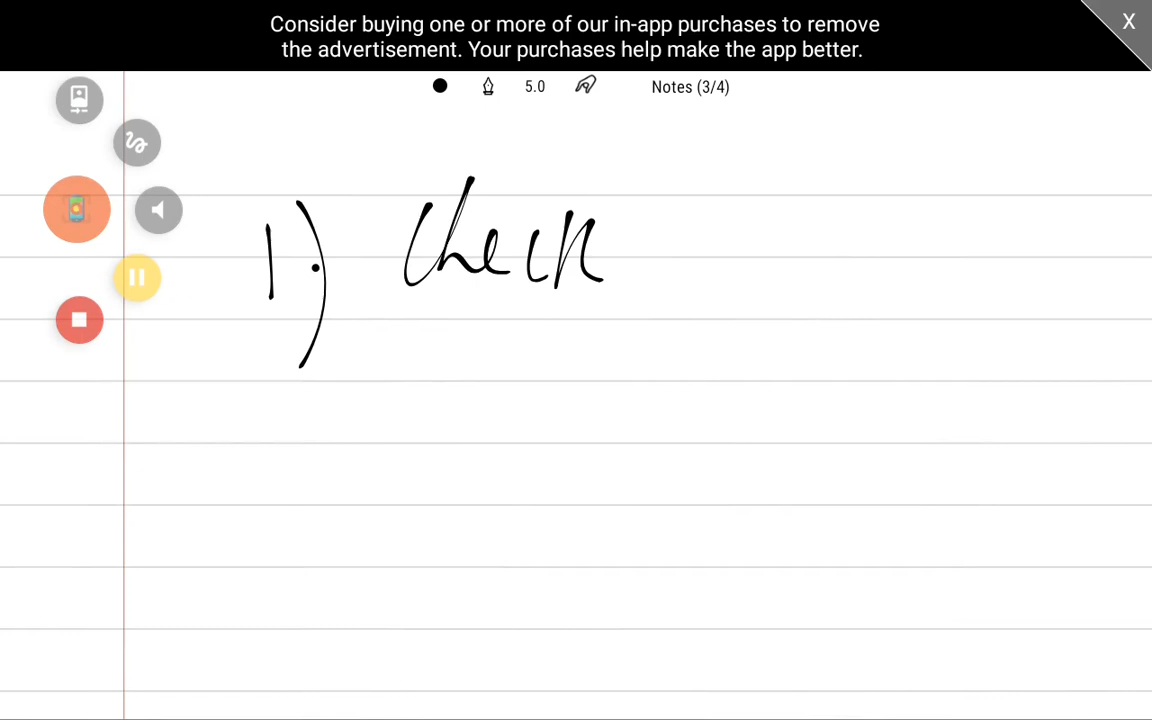 Consider buying one or more of our in-app purchases to remove
the advertisement. Your purchases help make the app better.
X
5.0 Notes (3/4)
1.) Check